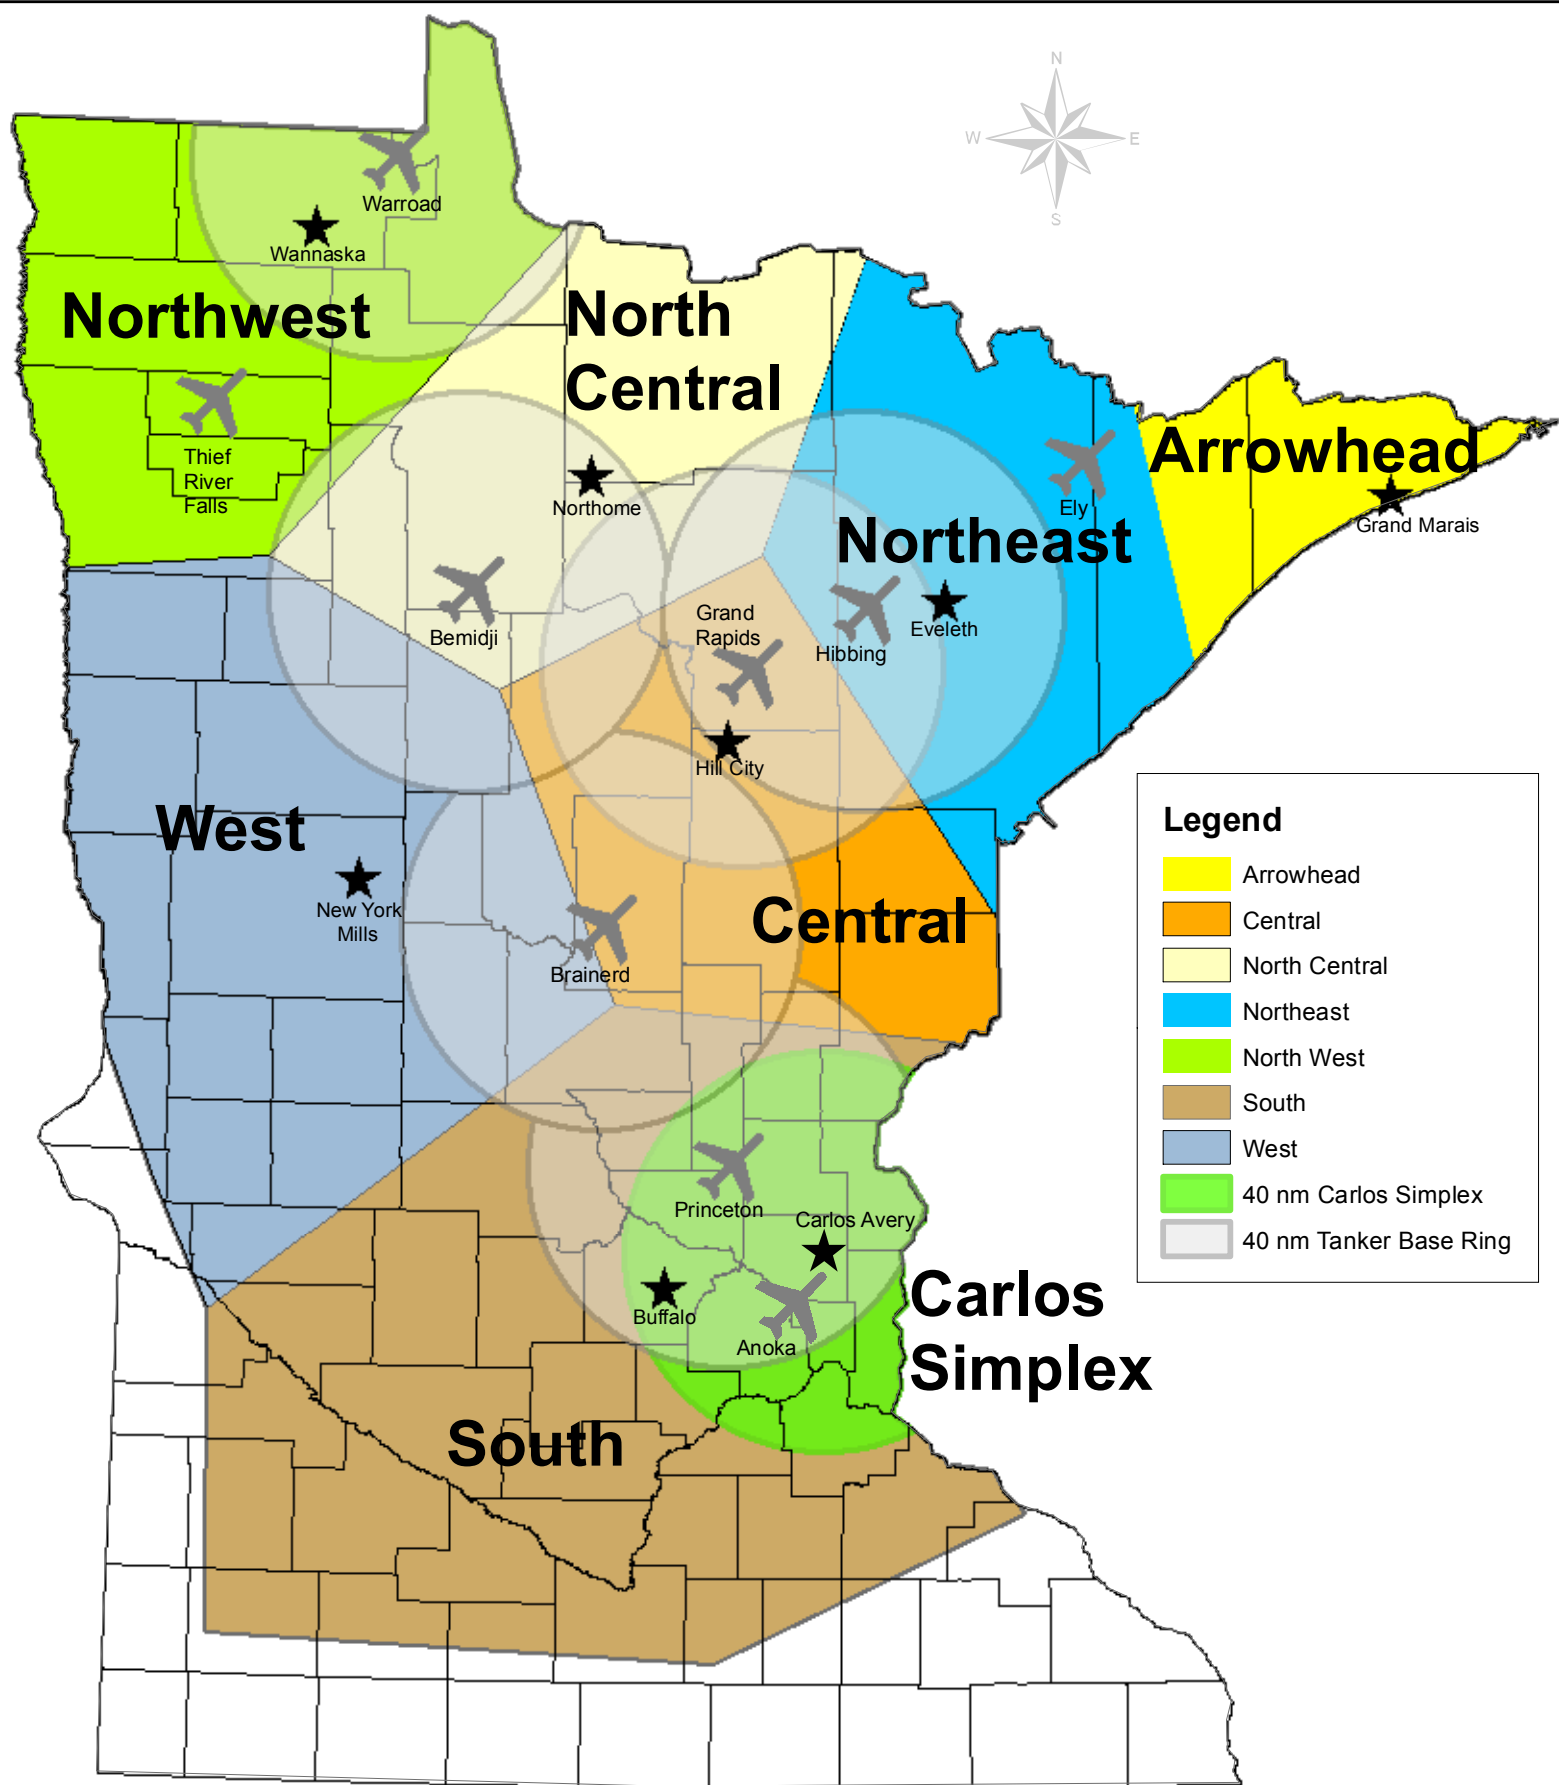 N
W
E
S
Warroad
Wannaska
Northwest
North
Central
Thief
River
Falls
Northome
Arrowhead
Ely
Grand Marais
Northeast
Bemidji
Grand
Rapids
Hibbing
Eveleth
Hill City
West
New York
Mills
Central
Brainerd
Princeton
Carlos Avery
Buffalo
Anoka
Carlos
Simplex
South
Legend
Arrowhead
Central
North Central
Northeast
North West
South
West
40 nm Carlos Simplex
40 nm Tanker Base Ring